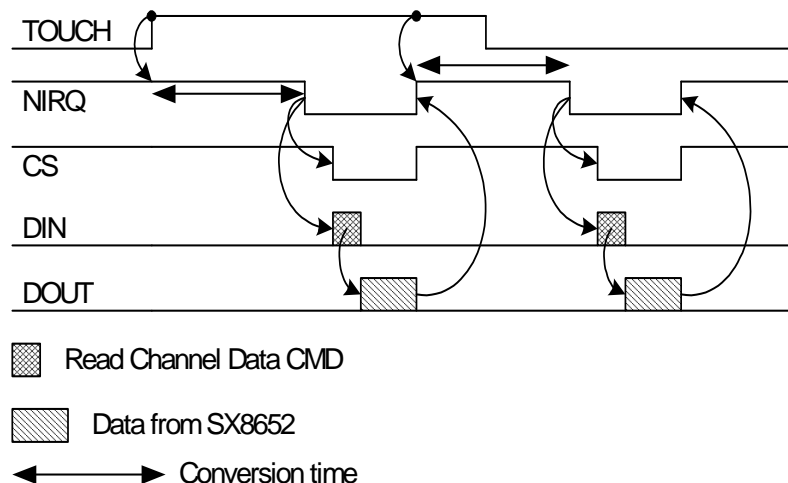 TOUCH
NIRQ
CS
DIN
DOUT
Read Channel Data CMD
Data from SX8652
Conversion time